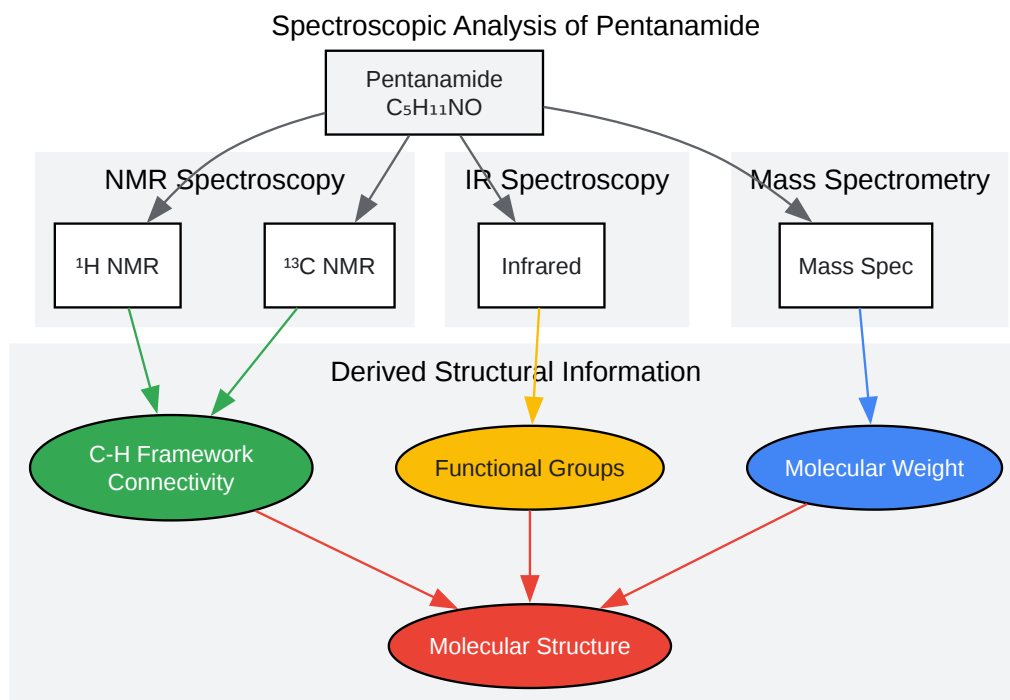 Spectroscopic Analysis of Pentanamide
Pentanamide
C₅H₁₁NO
NMR Spectroscopy
IR Spectroscopy
Mass Spectrometry
¹H NMR
¹³C NMR
Infrared
Mass Spec
Derived Structural Information
C-H Framework
Connectivity
Functional Groups
Molecular Weight
Molecular Structure